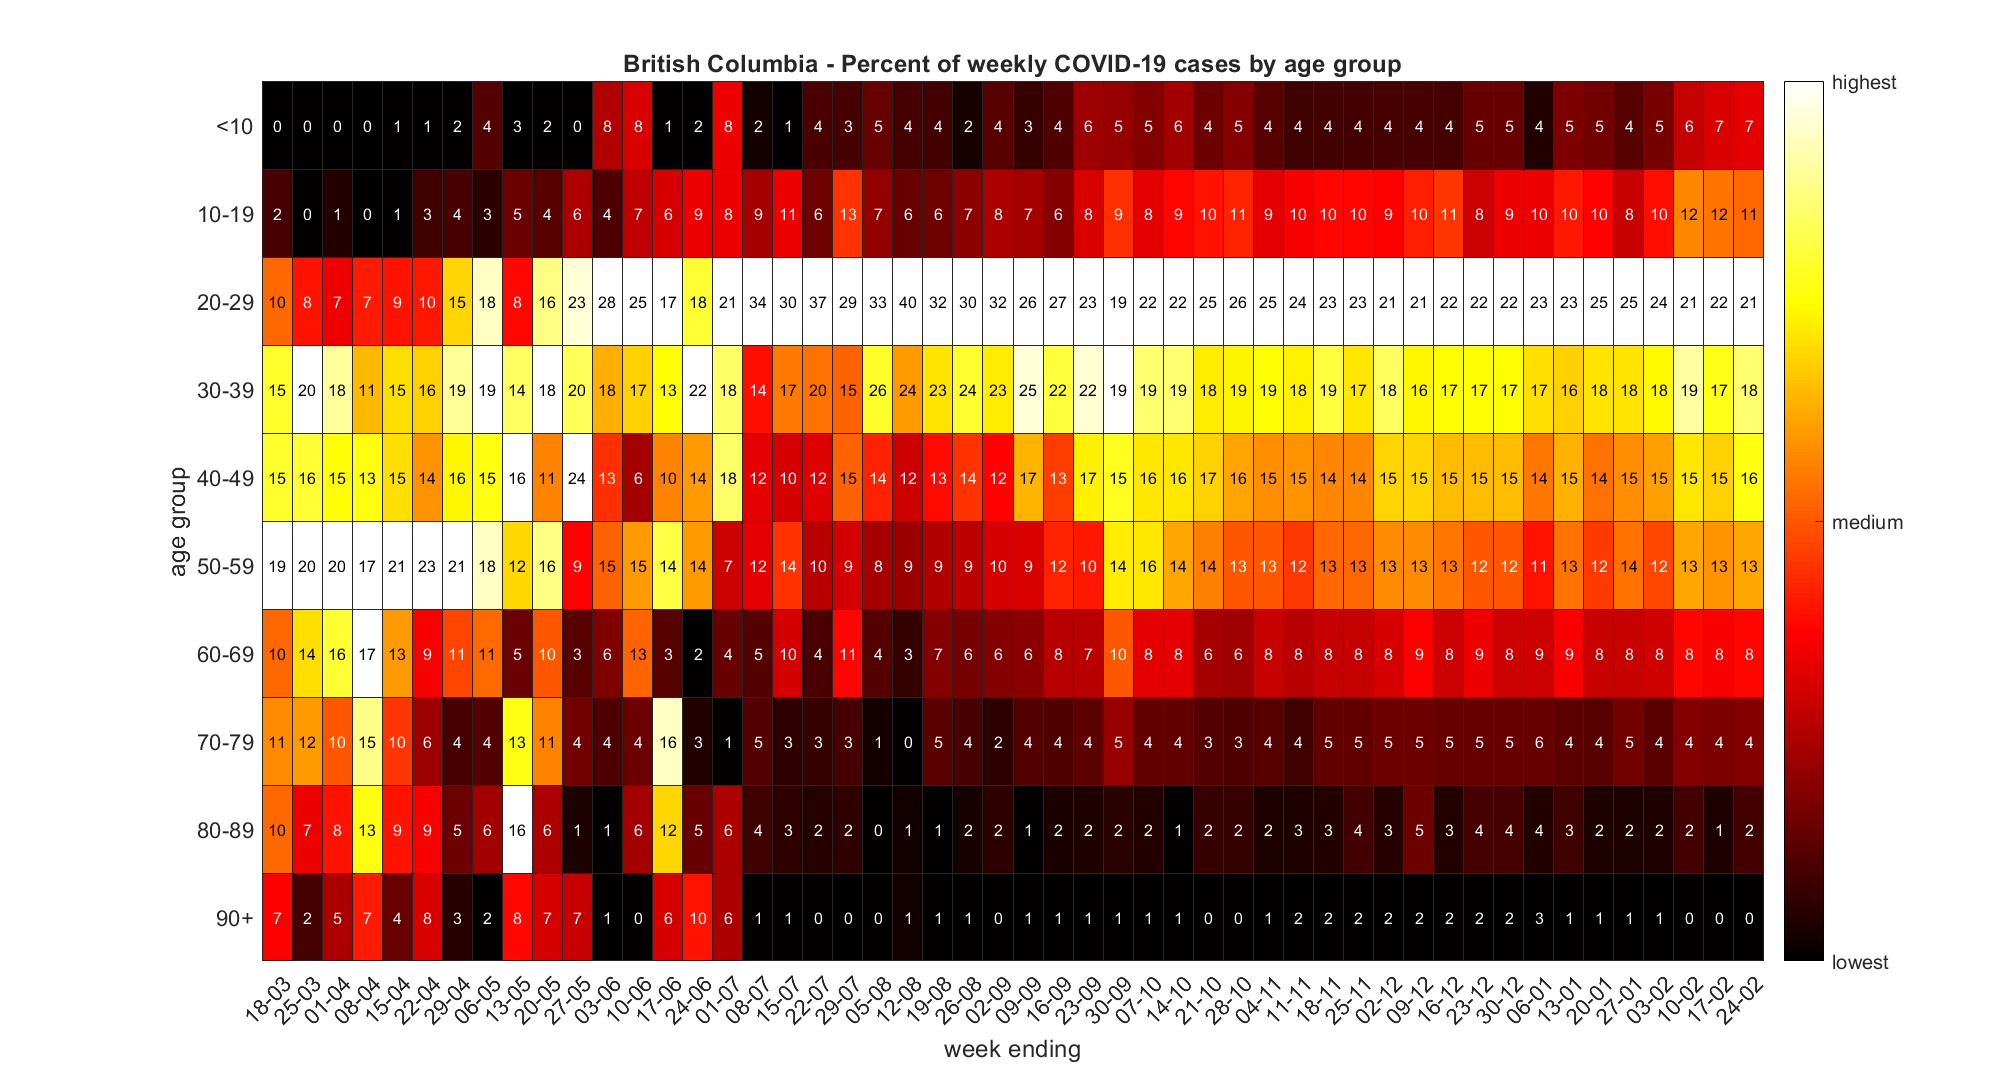 British Columbia - Percent of weekly COVID-19 cases by age group
highest
<10 0 0 0 0 1 1 2 4 3 2 0 8 8 1 2 8 2 1 4 3 5 4 4 2 4 3 4 6 5 5 6 4 5 4 4 4 4 4 4 4 5 5 4 5 5 4 5 6 7 7
10-19 2 0 1 0 1 3 4 3 5 4 6 4 7 6 9 8 9 11 6 13 7 6 6 7 8 7 6 8 9 8 9 10 11 9 10 10 10 9 10 11 8 9 10 10 10 8 10 12 12 11
20-29 10 8 7 7 9 10 15 18 8 16 23 28 25 17 18 21 34 30 37 29 33 40 32 30 32 26 27 23 19 22 22 25 26 25 24 23 23 21 21 22 22 22 23 23 25 25 24 21 22 21
30-39 15 20 18 11 15 16 19 19 14 18 20 18 17 13 22 18 14 17 20 15 26 24 23 24 23 25 22 22 19 19 19 18 19 19 18 19 17 18 16 17 17 17 17 16 18 18 18 19 17 18
40-49 15 16 15 13 15 14 16 15 16 11 24 13 6 10 14 18 12 10 12 15 14 12 13 14 12 17 13 17 15 16 16 17 16 15 15 14 14 15 15 15 15 15 14 15 14 15 15 15 15 16
medium
50-59 19 20 20 17 21 23 21 18 12 16 9 15 15 14 14 7 12 14 10 9 8 9 9 9 10 9 12 10 14 16 14 14 13 13 12 13 13 13 13 13 12 12 11 13 12 14 12 13 13 13
age group
60-69 10 14 16 17 13 9 11 11 5 10 3 6 13 3 2 4 5 10 4 11 4 3 7 6 6 6 8 7 10 8 8 6 6 8 8 8 8 8 9 8 9 8 9 9 8 8 8 8 8 8
70-79 11 12 10 15 10 6 4 4 13 11 4 4 4 16 3 1 5 3 3 3 1 0 5 4 2 4 4 4 5 4 4 3 3 4 4 5 5 5 5 5 5 5 6 4 4 5 4 4 4 4
80-89 10 7 8 13 9 9 5 6 16 6 1 1 6 12 5 6 4 3 2 2 0 1 1 2 2 1 2 2 2 2 1 2 2 2 3 3 4 3 5 3 4 4 4 3 2 2 2 2 1 2
90+ 7 2 5 7 4 8 3 2 8 7 7 1 0 6 10 6 1 1 0 0 0 1 1 1 0 1 1 1 1 1 1 0 0 1 2 2 2 2 2 2 2 2 3 1 1 1 1 0 0 0
lowest
18-03 25-03 01-04 08-04 15-04 22-04 29-04 06-05 13-05 20-05 27-05 03-06 10-06 17-06 24-06 01-07 08-07 15-07 22-07 29-07 05-08 12-08 19-08 26-08 02-09 09-09 16-09 23-09 30-09 07-10 14-10 21-10 28-10 04-11 11-11 18-11 25-11 02-12 09-12 16-12 23-12 30-12 06-01 13-01 20-01 27-01 03-02 10-02 17-02 24-02
week ending